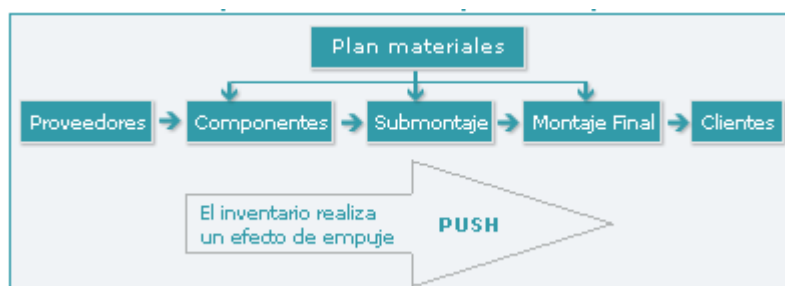 Plan materiales
Proveedores
Componentes
Submontaje
Montaje Final
Clientes
El inventario realiza
un efecto de empuje
PUSH